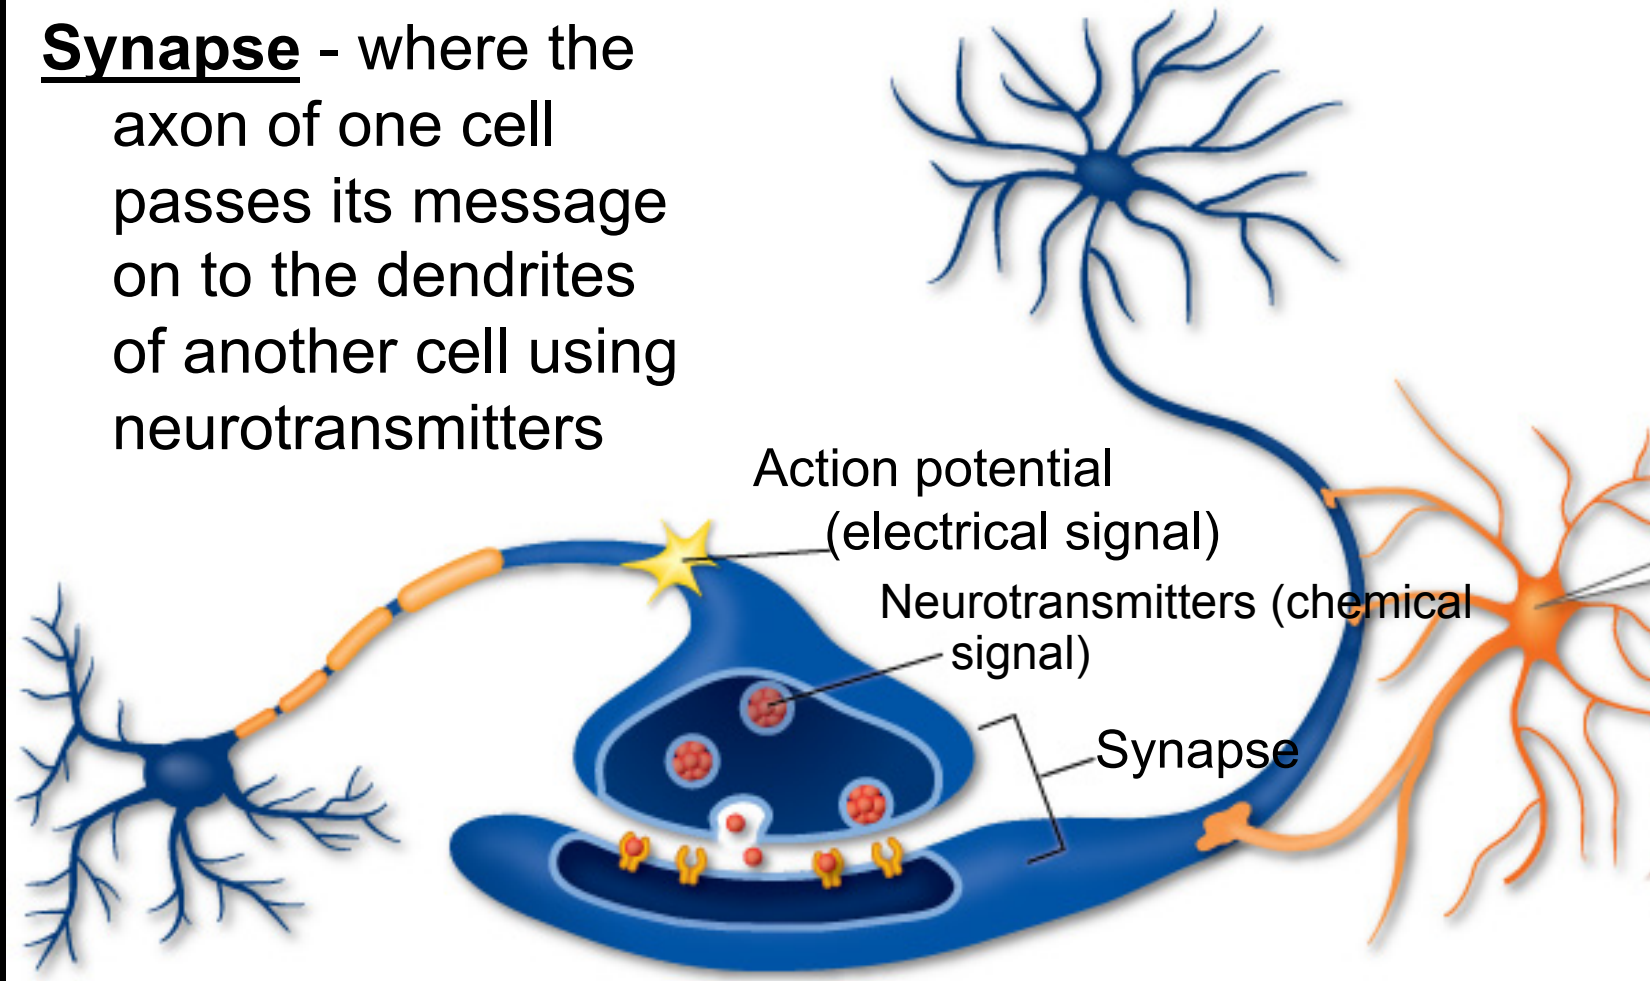 Synapse - where the
axon of one cell
passes its message
on to the dendrites
of another cell using
neurotransmitters
Action potential
(electrical signal)
Neurotransmitters (chemical
signal)
Synapse